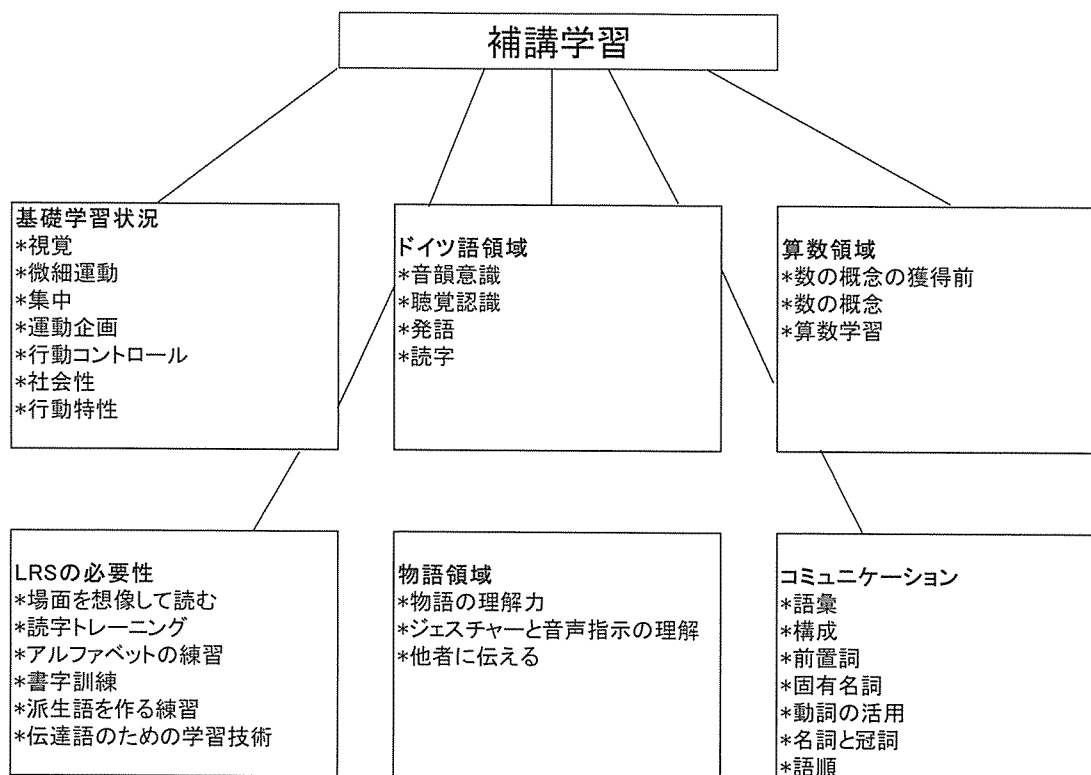 補講学習
基礎学習状況
*視覚
*微細運動
*集中
*運動企画
*行動コントロール
*社会性
*行動特性
ドイツ語領域
*音韻意識
*聴覚認識
*発語
*読字
算数領域
*数の概念の獲得前
*数の概念
*算数学習
LRSの必要性
*場面を想像して読む
*読字トレーニング
*アルファベットの練習
*書字訓練
*派生語を作る練習
*伝達語のための学習技術
物語領域
*物語の理解力
*ジェスチャーと音声指示の理解
*他者に伝える
コミュニケーション
*語彙
*構成
*前置詞
*固有名詞
*動詞の活用
*名詞と冠詞
*語順